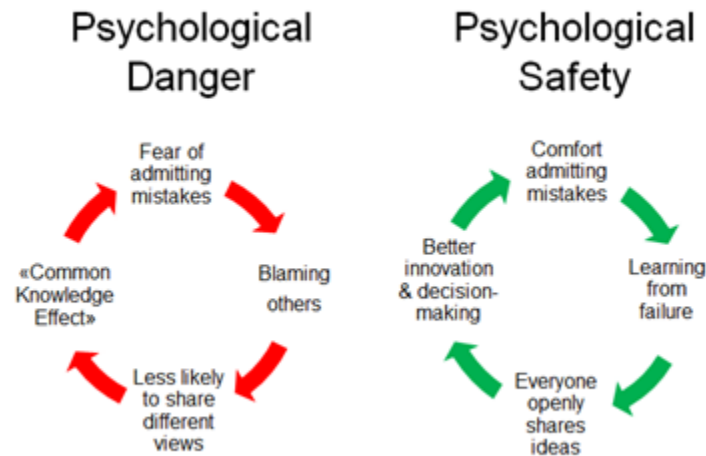 Psychological
Danger
Fear of
admitting
mistakes
Blaming
others
Less likely
to share
different
views
«Common
Knowledge
Effect»
Psychological
Safety
Comfort
admitting
mistakes
Learning
from
failure
Everyone
openly
shares
ideas
Better
innovation
& decision-
making